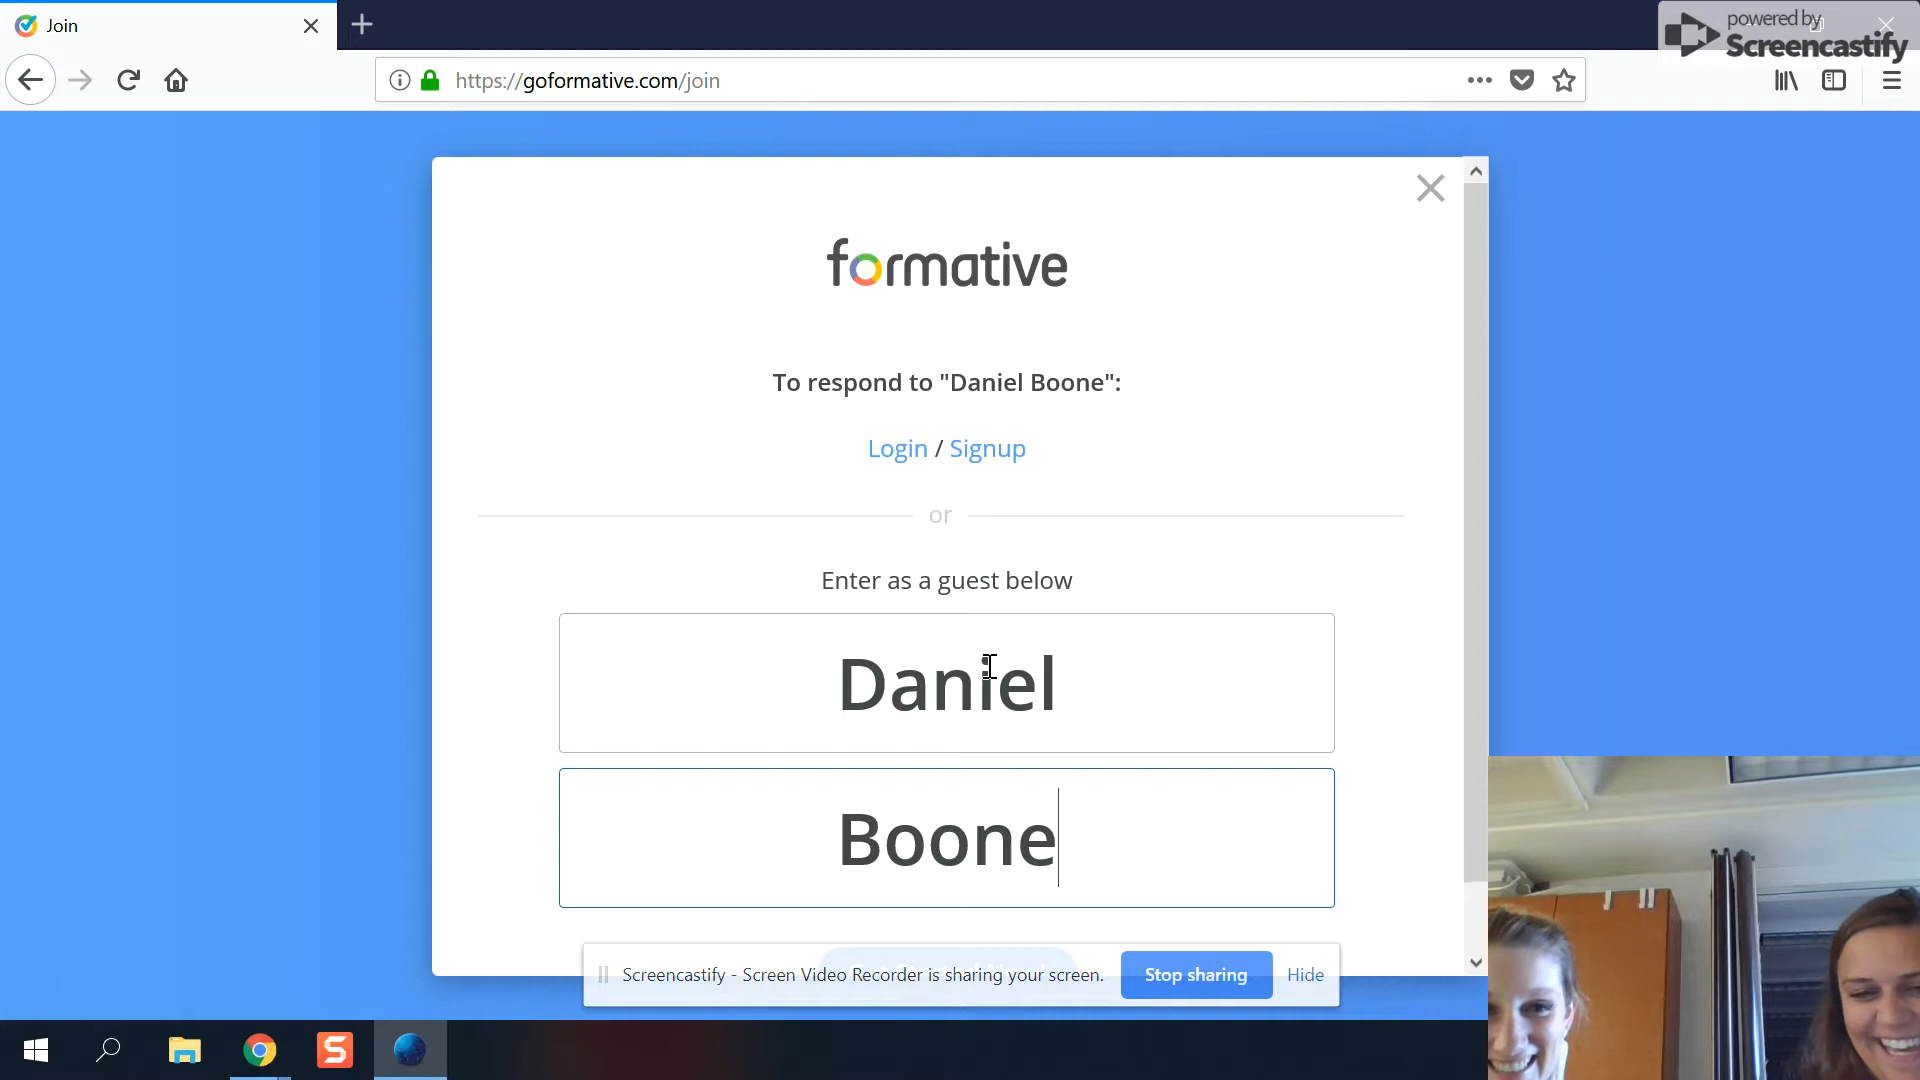 Join
powered by
Screencastify
https://goformative.com/join
formative
To respond to "Daniel Boone":
Login / Signup
or
Enter as a guest below
Daniel
Boone
Screencastify - Screen Video Recorder is sharing your screen.
Stop sharing
Hide